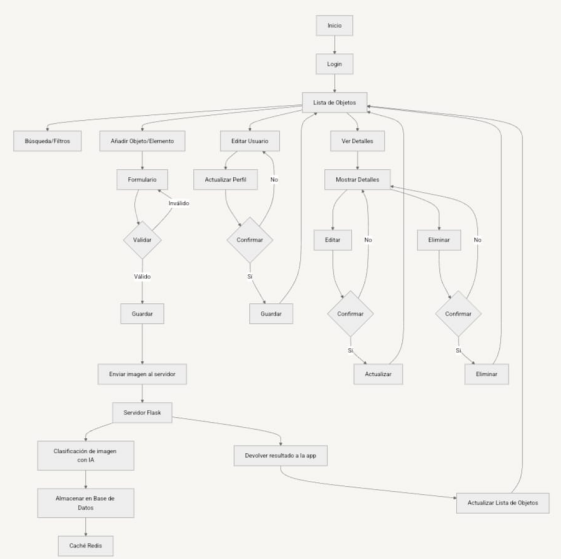 Inicio
Login
Lista de Objetos
Búsqueda/Filtros
Añadir Objeto/Elemento
Editar Usuario
Ver Detalles
Formulario
Actualizar Perfil
No
Mostrar Detalles
Inválido
Validar
Confirmar
Editar
No
Eliminar
No
Válido
Sí
Guardar
Guardar
Confirmar
Confirmar
Sí
Sí
Enviar imagen al servidor
Actualizar
Eliminar
Servidor Flask
Clasificación de imagen
con IA
Devolver resultado a la app
Almacenar en Base de
Datos
Actualizar Lista de Objetos
Caché Redis